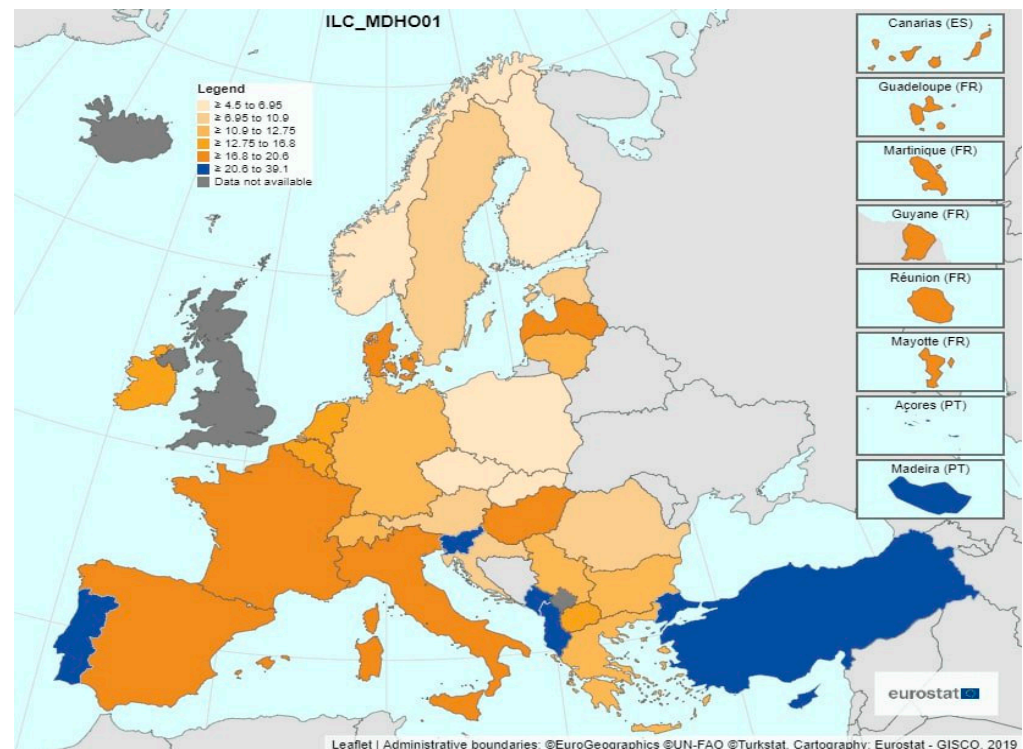 ILC_MDHO01
Legend
≥ 4.5 to 6.95
≥ 6.95 to 10.9
≥ 10.9 to 12.75
≥ 12.75 to 16.8
≥ 16.8 to 20.6
≥ 20.6 to 39.1
Data not available
Canarias (ES)
Guadeloupe (FR)
Martinique (FR)
Guyane (FR)
Réunion (FR)
Mayotte (FR)
Açores (PT)
Madeira (PT)
eurostat
Leaflet | Administrative boundaries: ©EuroGeographics ©UN-FAO ©Turkstat, Cartography: Eurostat - GISCO, 2019